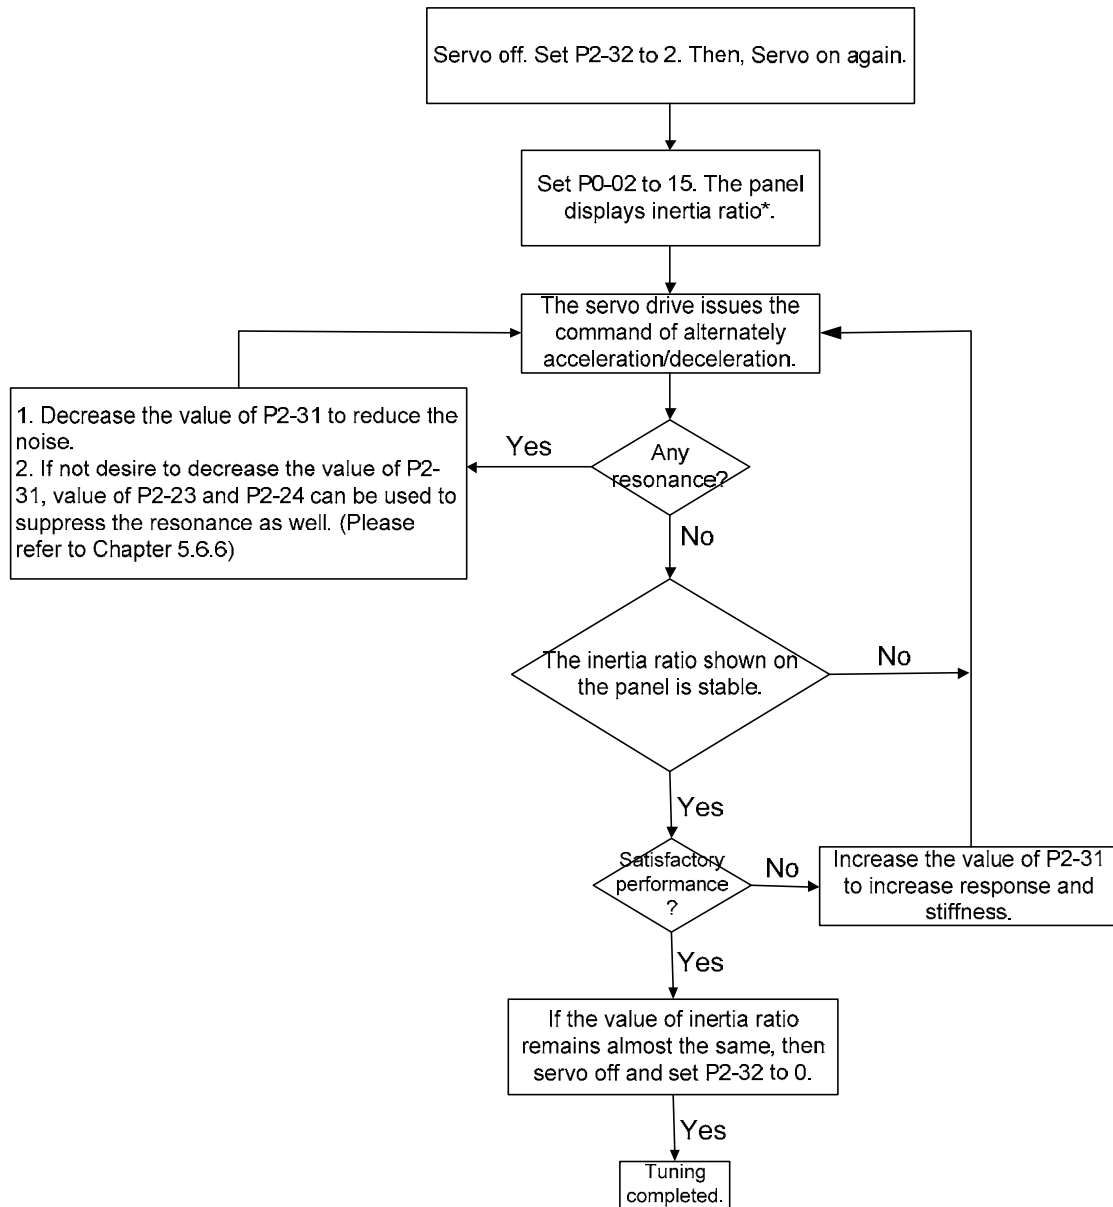 Servo off. Set P2-32 to 2. Then, Servo on again.
Set P0-02 to 15. The panel
displays inertia ratio*.
The servo drive issues the
command of alternately
acceleration/deceleration.
1. Decrease the value of P2-31 to reduce the
noise.
2. If not desire to decrease the value of P2-
31, value of P2-23 and P2-24 can be used to
suppress the resonance as well. (Please
refer to Chapter 5.6.6)
Yes
Any
resonance?
No
The inertia ratio shown on
the panel is stable.
No
Yes
Satisfactory
performance
?
No
Increase the value of P2-31
to increase response and
stiffness.
Yes
If the value of inertia ratio
remains almost the same, then
servo off and set P2-32 to 0.
Yes
Tuning
completed.